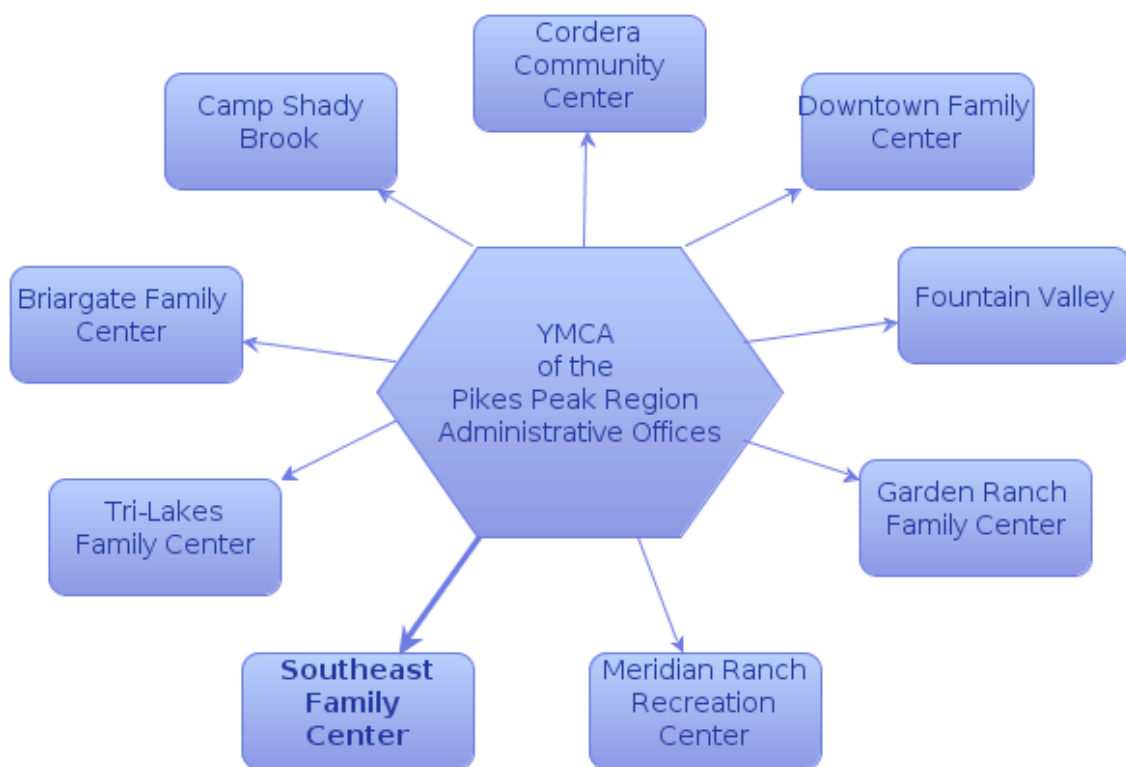 Cordera
Community
Center
Camp Shady
Brook
Downtown Family
Center
Briargate Family
Center
Fountain Valley
YMCA
of the
Pikes Peak Region
Administrative Offices
Tri-Lakes
Family Center
Garden Ranch
Family Center
Southeast
Family
Center
Meridian Ranch
Recreation
Center